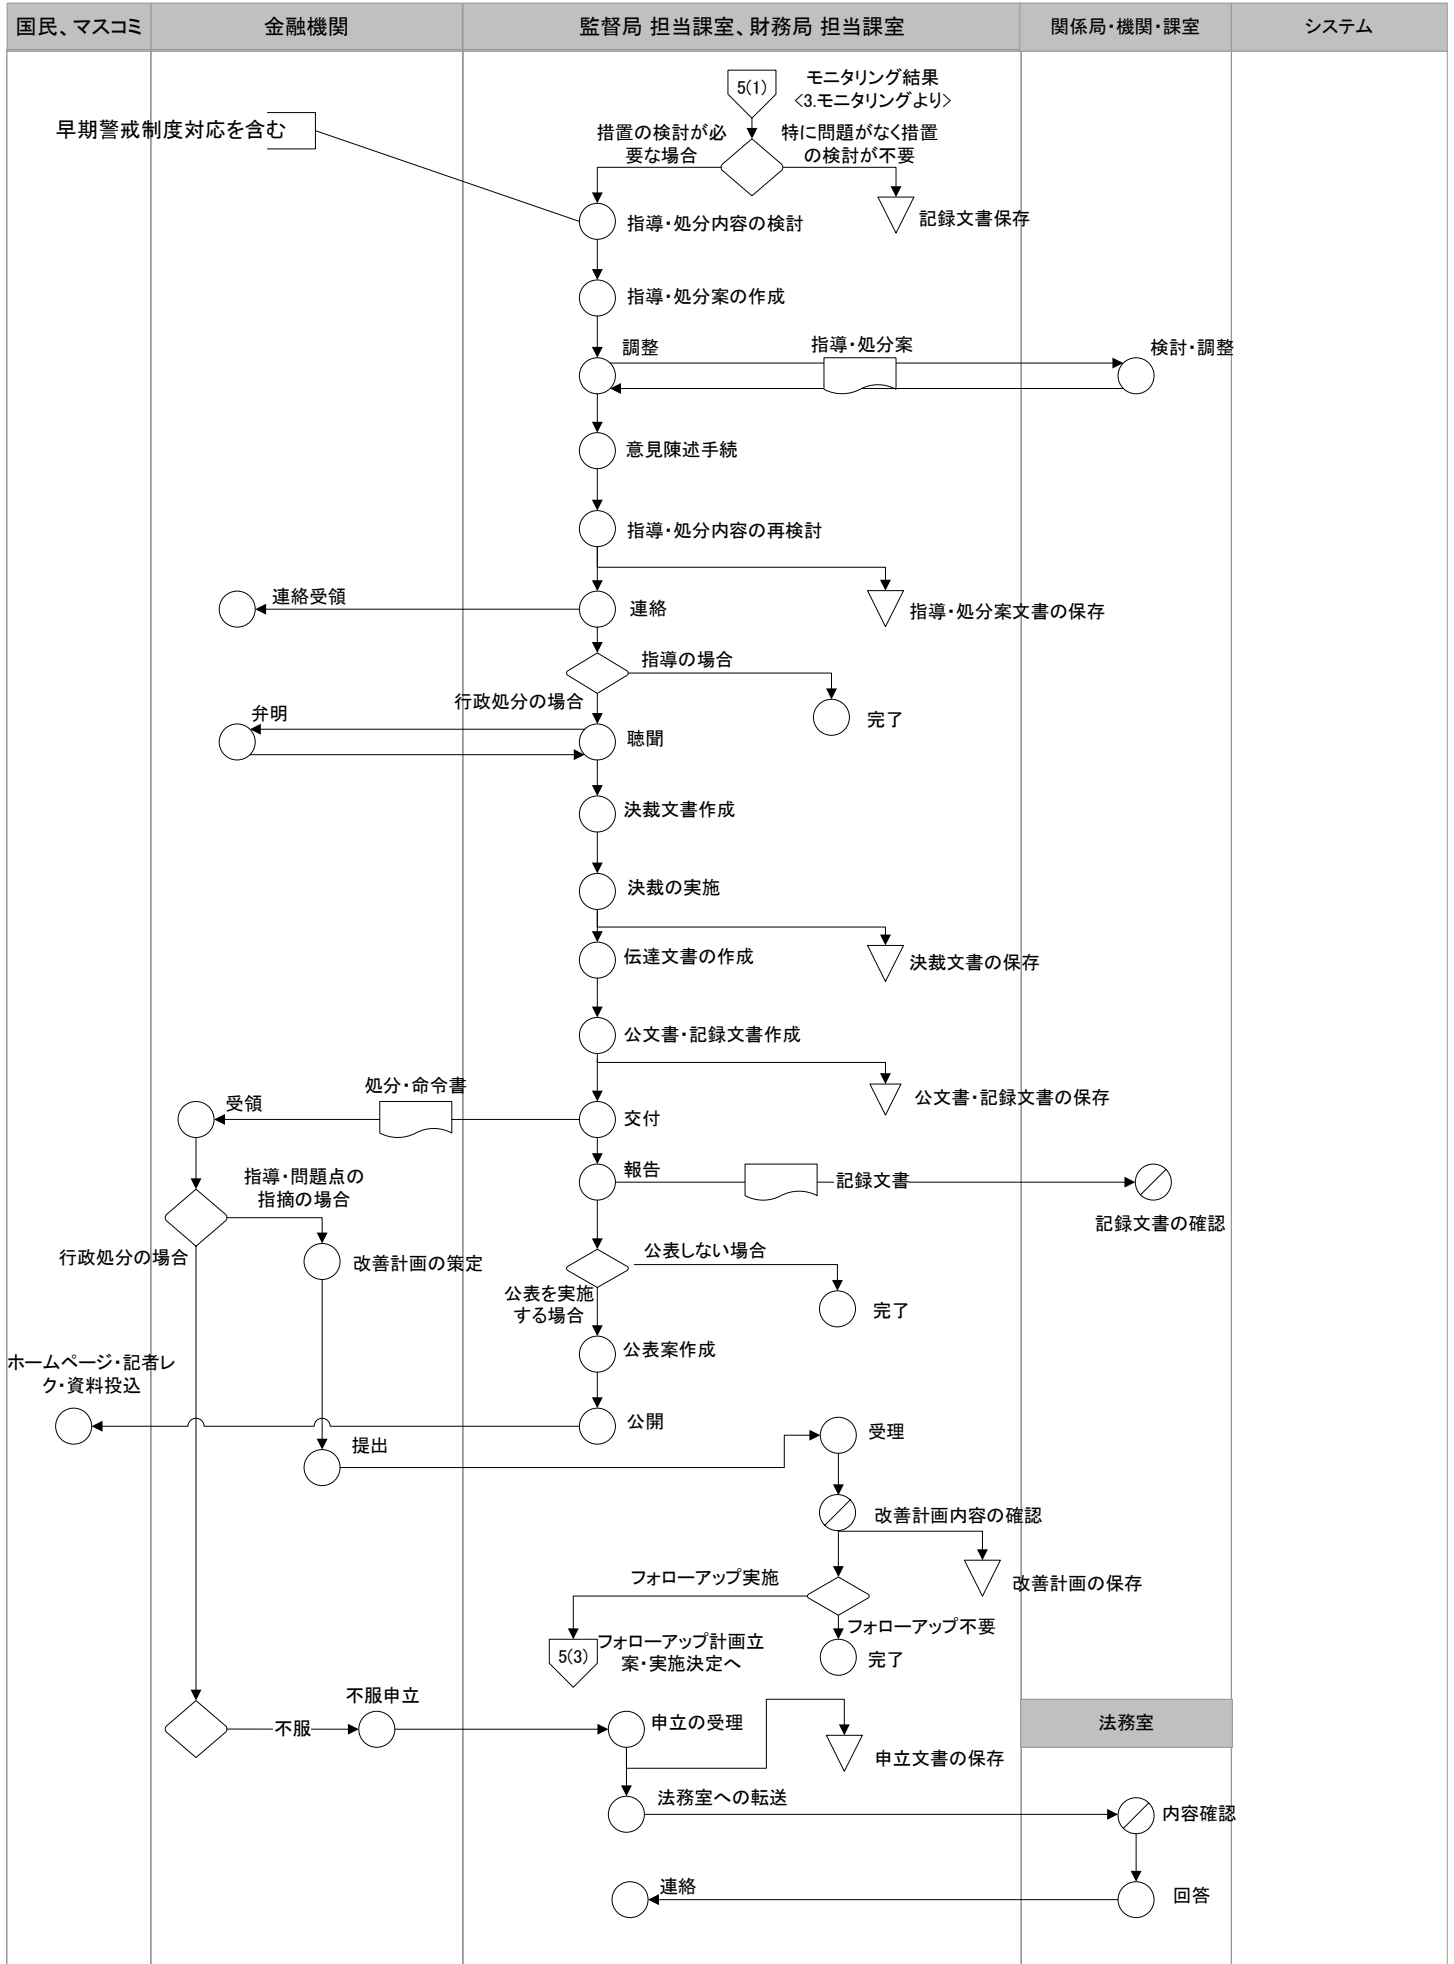 国民、マスコミ
金融機関
監督局 担当課室、財務局 担当課室
関係局・機関・課室
システム
5(1)
モニタリング結果
<3.モニタリングより>
早期警戒制度対応を含む
措置の検討が必
要な場合
特に問題がなく措置
の検討が不要
指導・処分内容の検討
記録文書保存
指導・処分案の作成
調整
指導・処分案
検討・調整
意見陳述手続
指導・処分内容の再検討
連絡受領
連絡
指導・処分案文書の保存
指導の場合
行政処分の場合
完了
弁明
聴聞
決裁文書作成
決裁の実施
伝達文書の作成
決裁文書の保存
公文書・記録文書作成
処分・命令書
公文書・記録文書の保存
受領
交付
指導・問題点の
指摘の場合
報告
記録文書
記録文書の確認
行政処分の場合
改善計画の策定
公表しない場合
公表を実施
する場合
完了
ホームページ・記者レ
ク・資料投込
公表案作成
公開
提出
受理
改善計画内容の確認
改善計画の保存
フォローアップ実施
フォローアップ不要
5(3)
フォローアップ計画立
案・実施決定へ
完了
不服申立
不服
申立の受理
法務室
申立文書の保存
法務室への転送
内容確認
連絡
回答